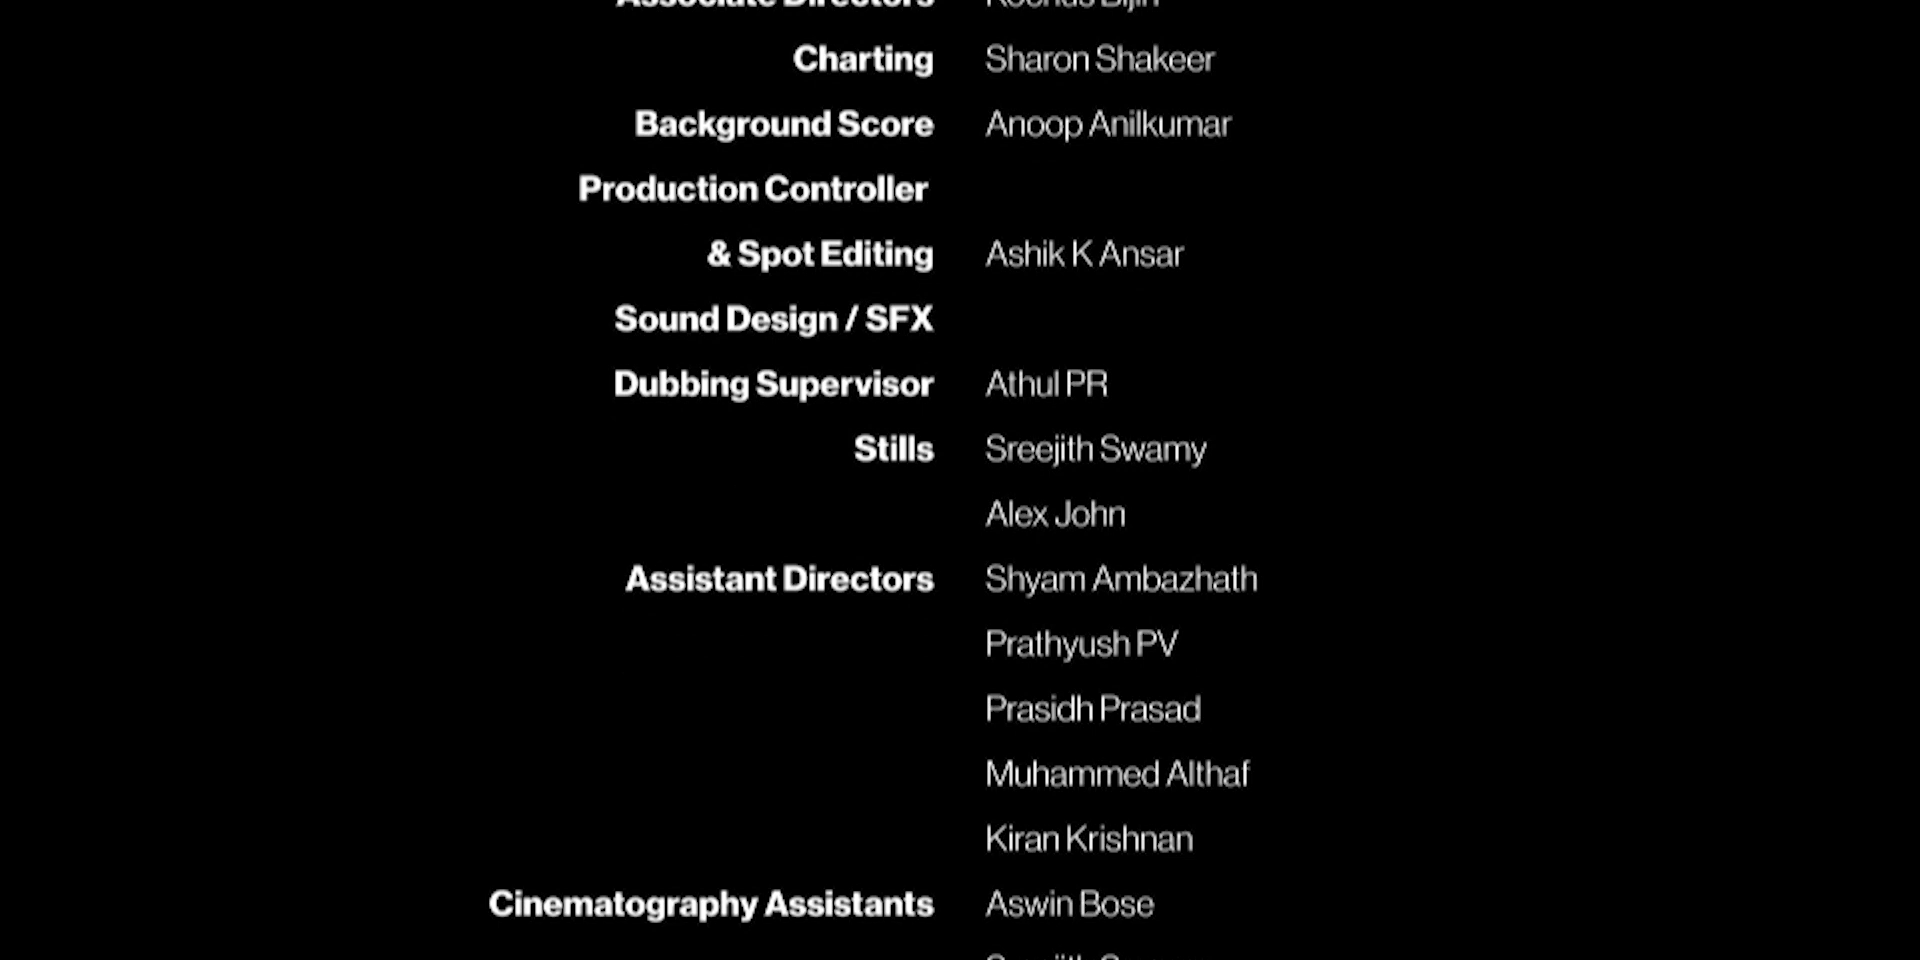 Associate Directors
Charting Sharon Shakeer
Background Score Anoop Anilkumar
Production Controller
& Spot Editing Ashik K Ansar
Sound Design / SFX
Dubbing Supervisor Athul PR
Stills Sreejith Swamy
Alex John
Assistant Directors Shyam Ambazhath
Prathyush PV
Prasidh Prasad
Muhammed Althaf
Kiran Krishnan
Cinematography Assistants Aswin Bose